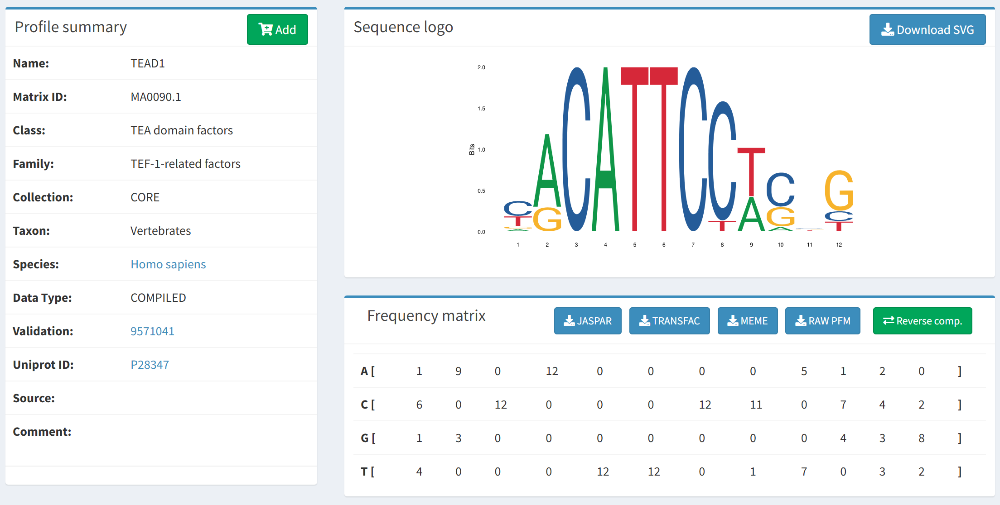 Profile summary
Add
Name: TEAD1
Matrix ID: MA0090.1
Class: TEA domain factors
Family: TEF-1-related factors
Collection: CORE
Taxon: Vertebrates
Species: Homo sapiens
Data Type: COMPILED
Validation: 9571041
Uniprot ID: P28347
Source:
Comment:
Sequence logo
Download SVG
2.0
1.5
1.0
0.5
0.0
Bits
C T G A
A G
C
A
T
T
C
C T
T A
C G A
G C T
1 2 3 4 5 6 7 8 9 10 11 12
Frequency matrix
JASPAR
TRANSFAC
MEME
RAW PFM
Reverse comp.
A [ 1 9 0 12 0 0 0 0 5 1 2 0 ]
C [ 6 0 12 0 0 0 12 11 0 7 4 2 ]
G [ 1 3 0 0 0 0 0 0 0 4 3 8 ]
T [ 4 0 0 0 12 12 0 1 7 0 3 2 ]